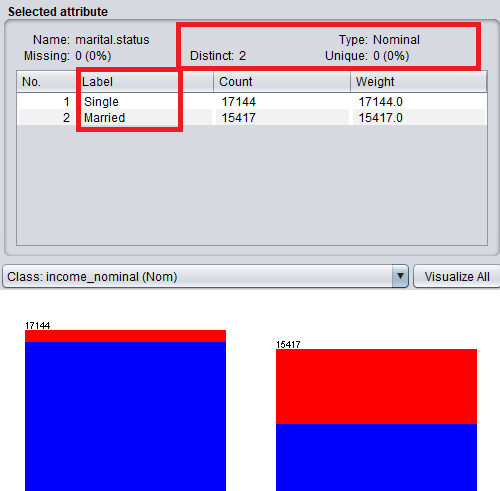 Selected attribute
Name: marital.status Type: Nominal
Missing: 0 (0%) Distinct: 2 Unique: 0 (0%)
No. Label Count Weight
1 Single 17144 17144.0
2 Married 15417 15417.0
Class: income_nominal (Nom) Visualize All
17144
15417